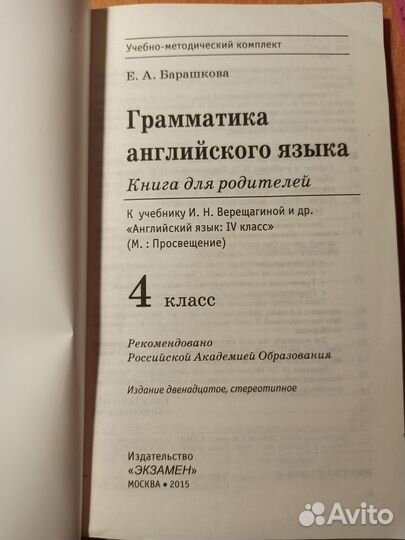 Учебно-методический комплект
Е. А. Барашкова
Грамматика
английского языка
Книга для родителей
К учебнику И. Н. Верещагиной и др.
«Английский язык: IV класс»
(М. : Просвещение)
4 класс
Рекомендовано
Российской Академией Образования
Издание двенадцатое, стереотипное
Издательство
«ЭКЗАМЕН»
МОСКВА • 2015
Avito